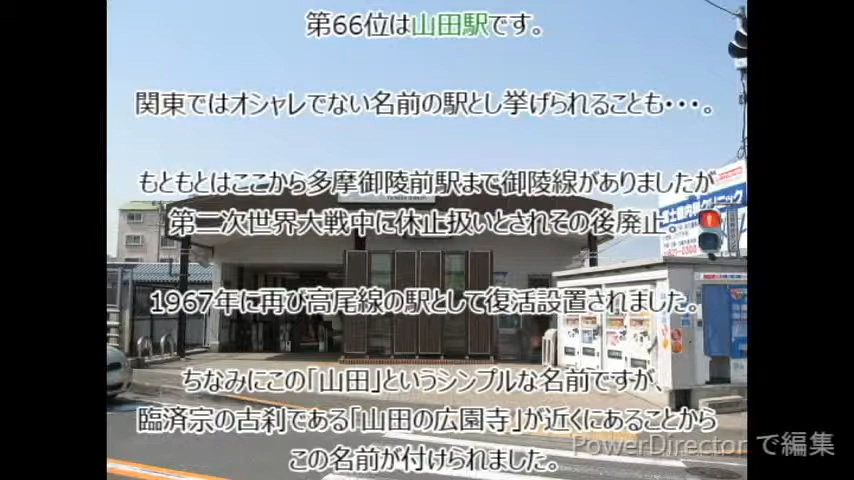 第66位は山田駅です。
関東ではオシャレでない名前の駅とし挙げられることも・・・。
もともとはここから多摩御陵前駅まで御陵線がありましたが
第二次世界大戦中に休止扱いとされその後廃止。
1967年に再び高尾線の駅として復活設置されました。
ちなみにこの「山田」というシンプルな名前ですが、
臨済宗の古刹である「山田の広園寺」が近くにあることから
この名前が付けられました。
PowerDirector で編集